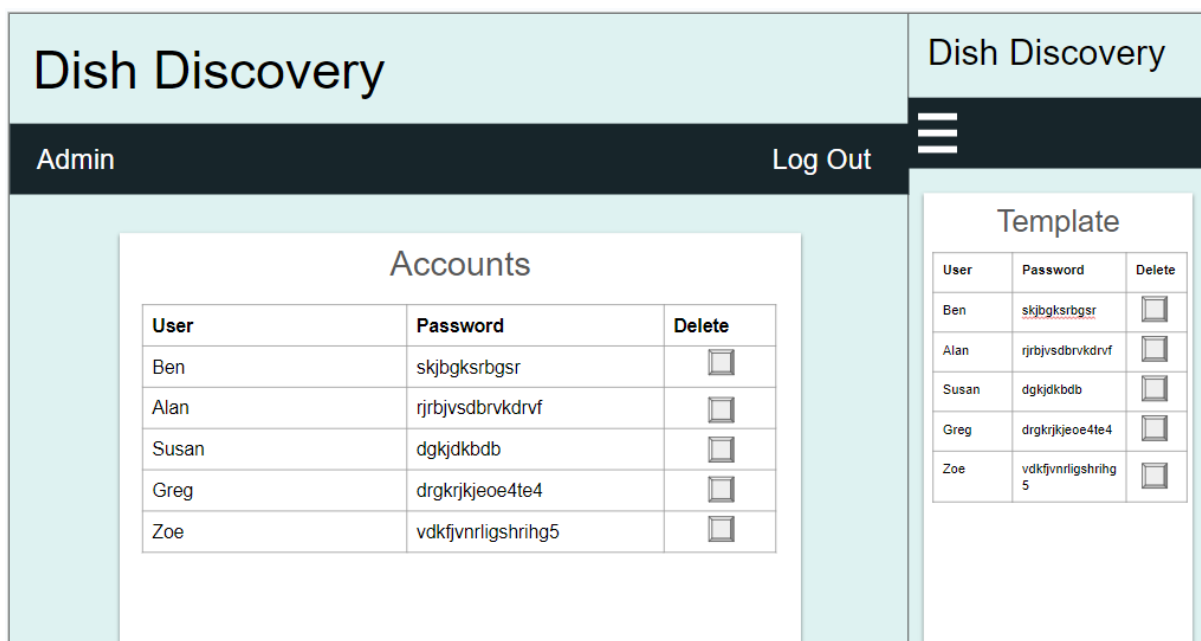 Dish Discovery
Admin Log Out
Accounts
User Password Delete
Ben skjbgksrbgsr
Alan rjrbjvsdbrvkdrvf
Susan dgkjdkbdb
Greg drgkrjkjeoe4te4
Zoe vdkfjvnrligshrihg5
Dish Discovery
Template
User Password Delete
Ben skjbgksrbgsr
Alan rjrbjvsdbrvkdrvf
Susan dgkjdkbdb
Greg drgkrjkjeoe4te4
Zoe vdkfjvnrligshrihg
5